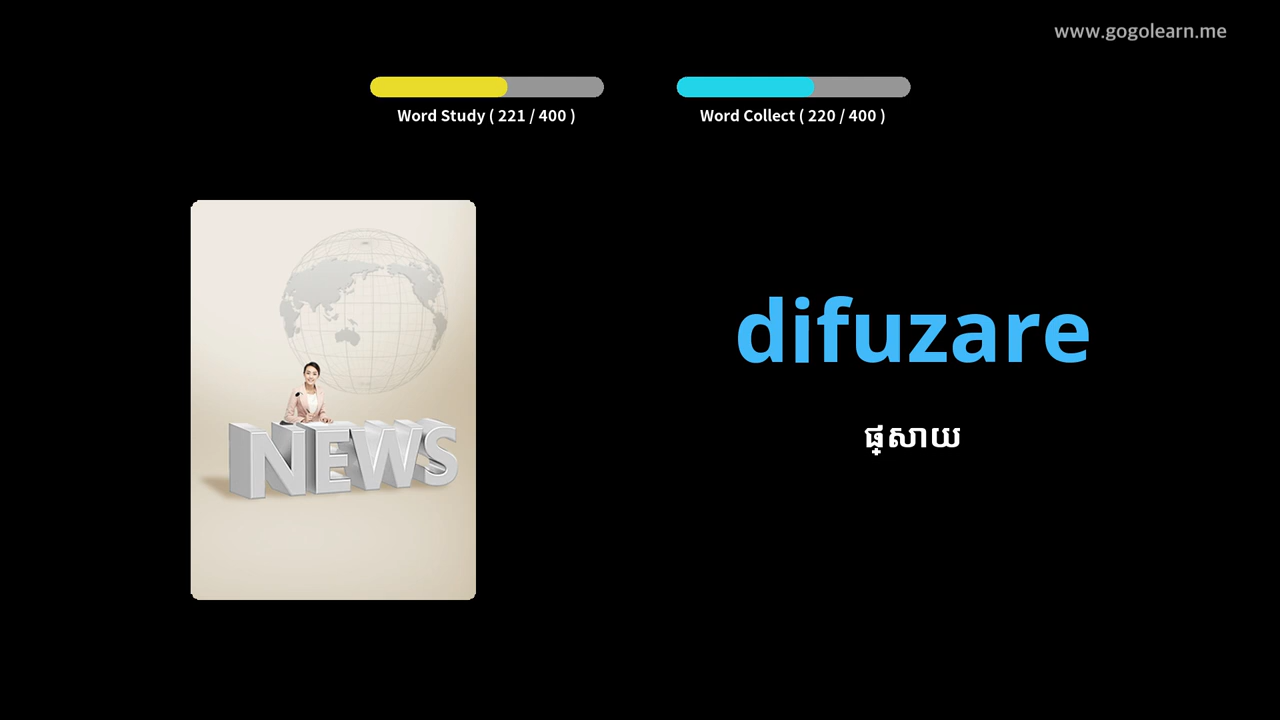 www.gogolearn.me
Word Study ( 221 / 400 )
Word Collect ( 220 / 400 )
NEWS
difuzare
ផ្សាយ